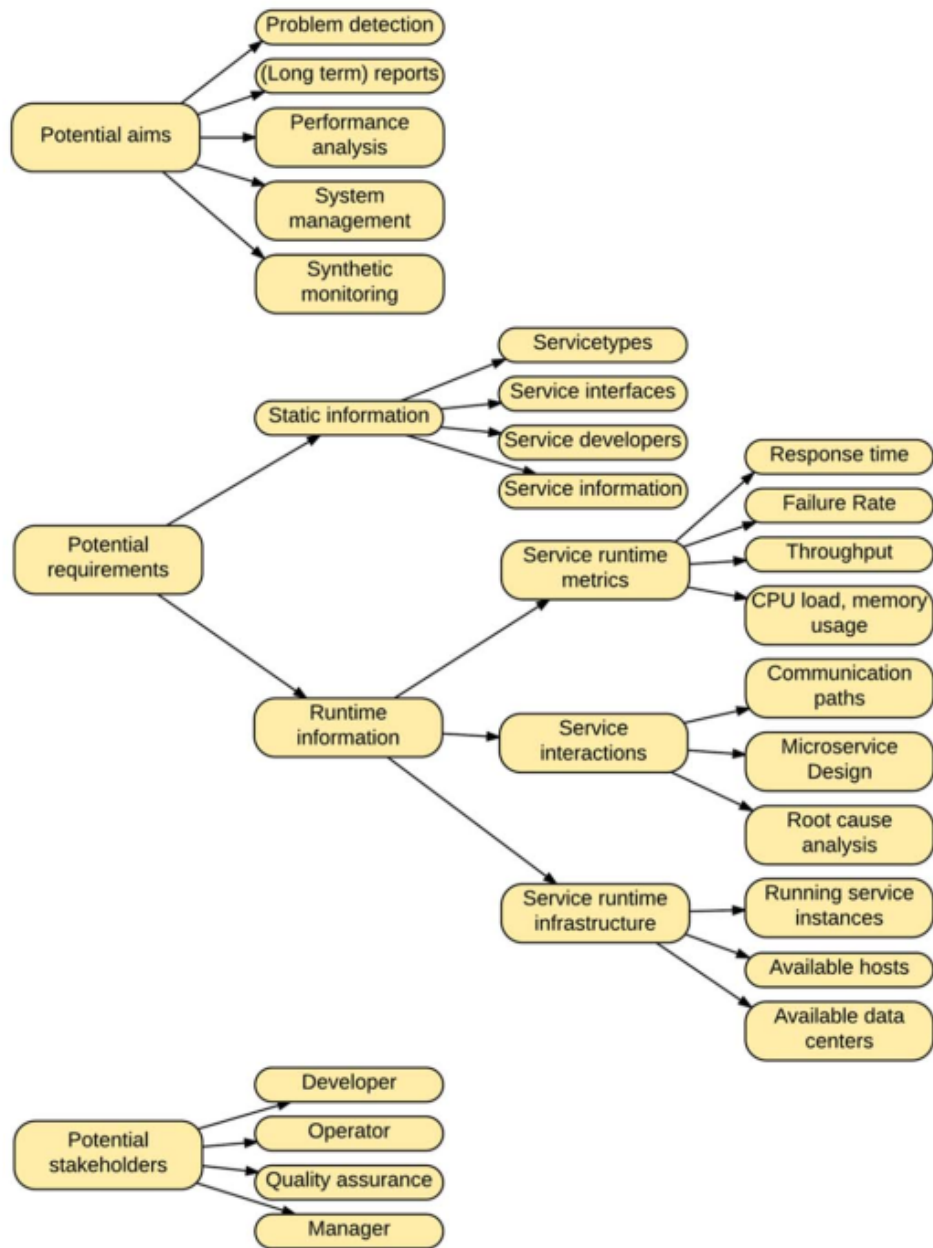 Problem detection
(Long term) reports
Potential aims
Performance
analysis
System
management
Synthetic
monitoring
Servicetypes
Static information
Service interfaces
Service developers
Service information
Potential
requirements
Response time
Failure Rate
Service runtime
metrics
Throughput
CPU load, memory
usage
Runtime
information
Communication
paths
Service
interactions
Microservice
Design
Root cause
analysis
Service runtime
infrastructure
Running service
instances
Available hosts
Available data
centers
Developer
Potential
stakeholders
Operator
Quality assurance
Manager